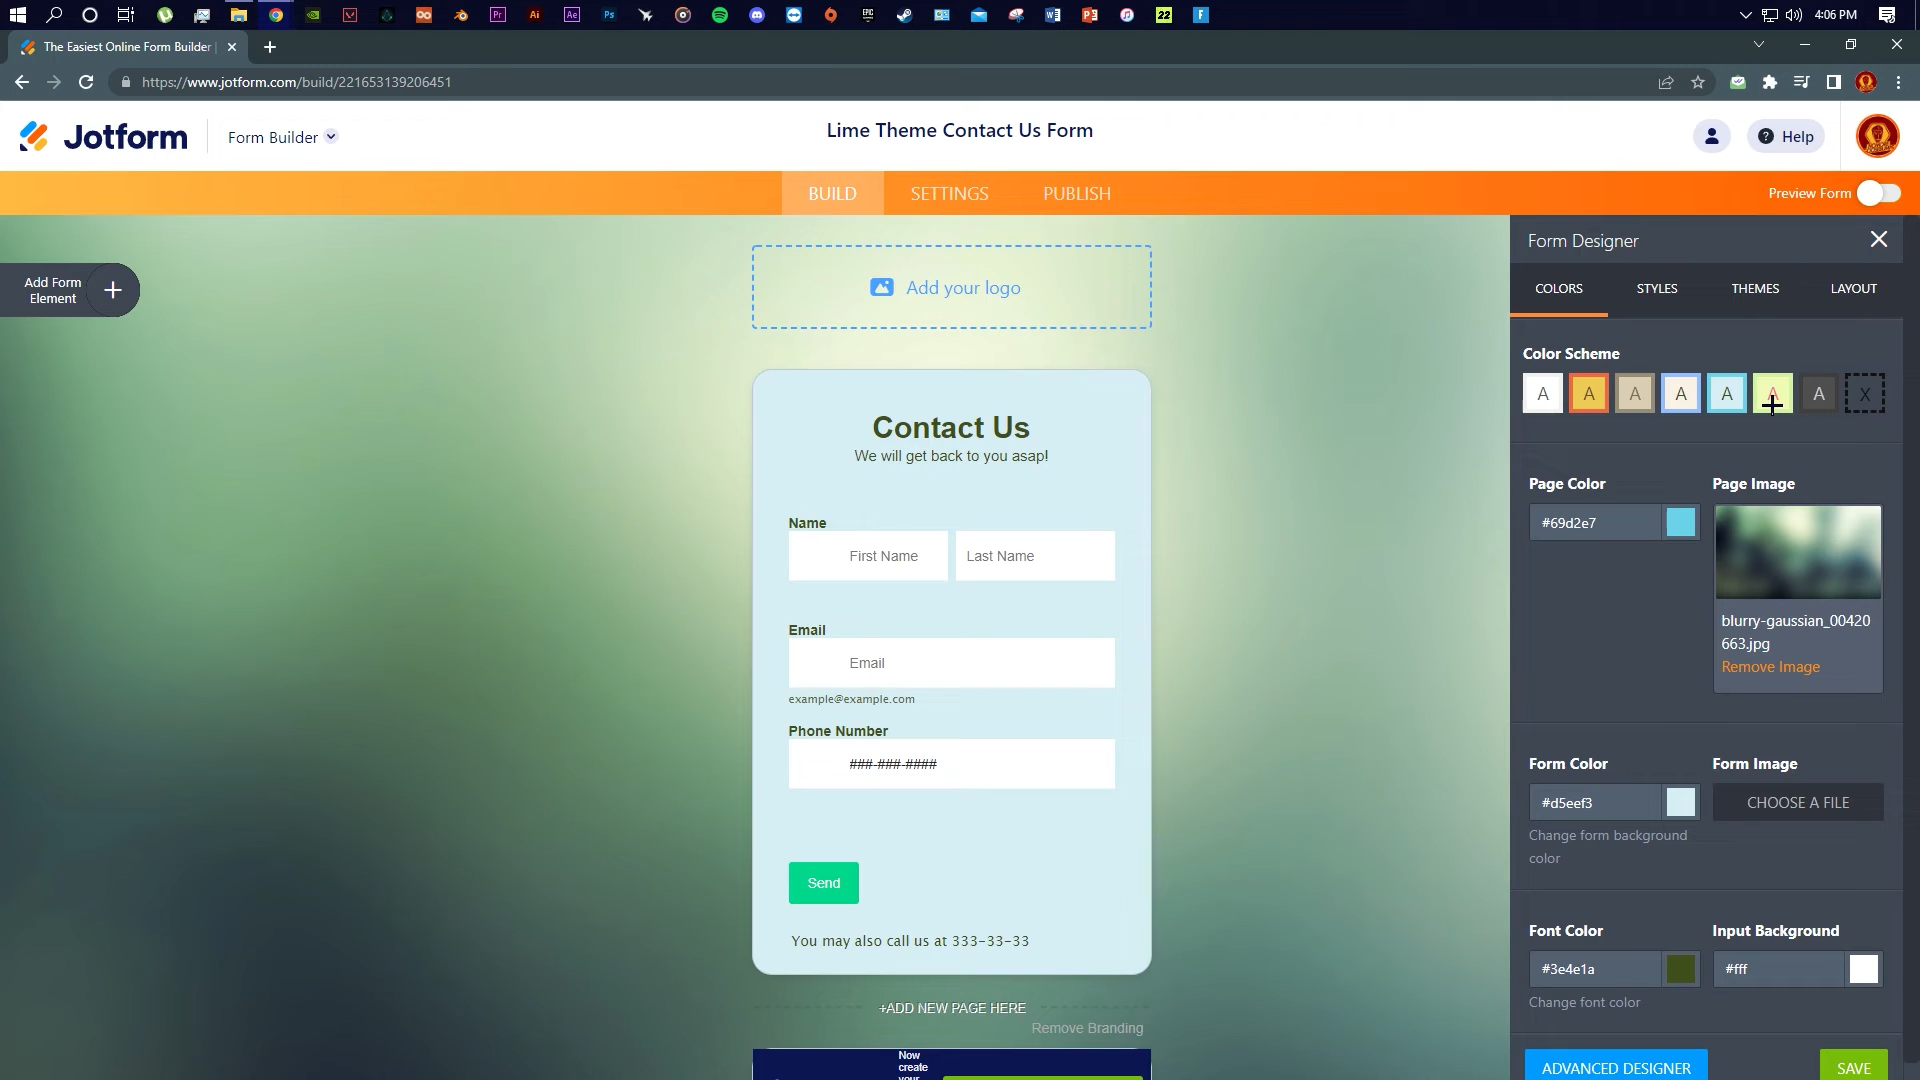 4:06 PM
The Easiest Online Form Builder |
https://www.jotform.com/build/221653139206451
Jotform
Form Builder
Lime Theme Contact Us Form
Help
BUILD
SETTINGS
PUBLISH
Preview Form
Add Form
Element
Add your logo
Contact Us
We will get back to you asap!
Name
First Name
Last Name
Email
Email
example@example.com
Phone Number
###-###-####
Send
You may also call us at 333-33-33
+ADD NEW PAGE HERE
Remove Branding
Now
create
your
Form Designer
COLORS
STYLES
THEMES
LAYOUT
Color Scheme
A A A A A A A X
Page Color
Page Image
#69d2e7
blurry-gaussian_00420
663.jpg
Remove Image
Form Color
Form Image
#d5eef3
CHOOSE A FILE
Change form background
color
Font Color
Input Background
#3e4e1a
#fff
Change font color
ADVANCED DESIGNER
SAVE